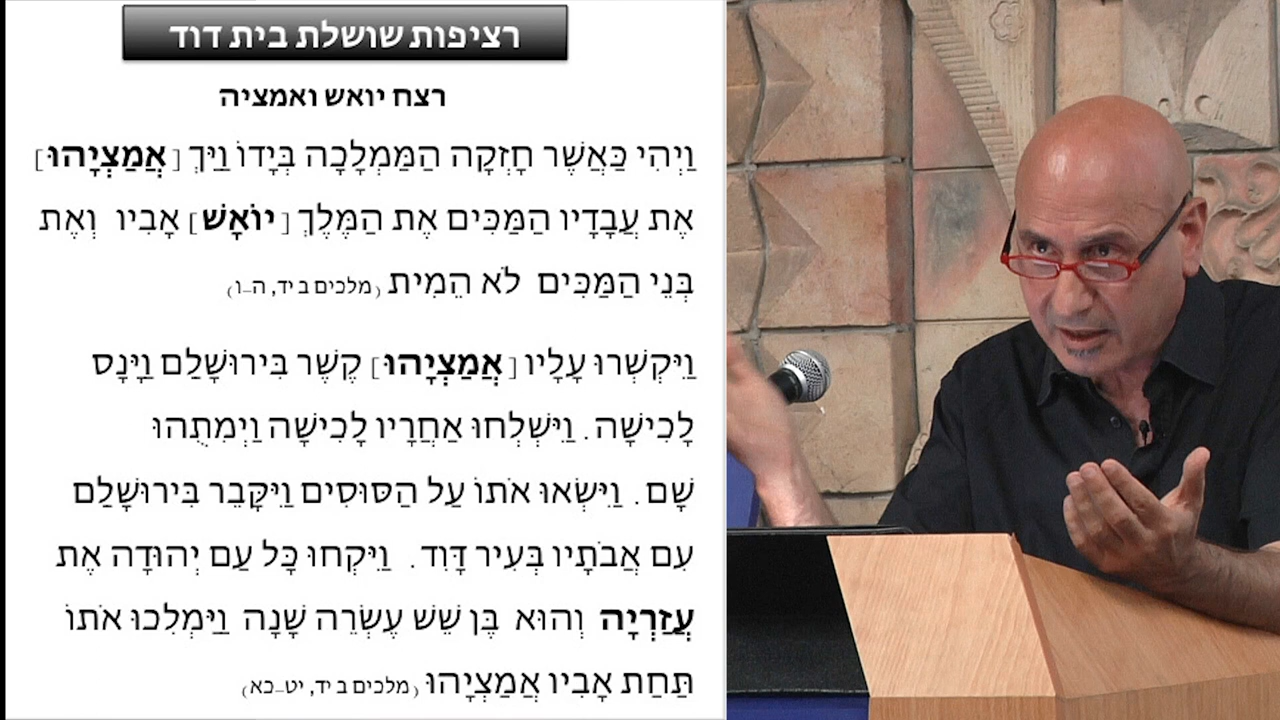 רציפות שושלת בית דוד
רצח יואש ואמציה
וַיְהִי כַּאֲשֶׁר חָזְקָה הַמַּמְלָכָה בְּיָדוֹ וַיַּךְ [אֲמַצְיָהוּ]
אֶת עֲבָדָיו הַמַּכִּים אֶת הַמֶּלֶךְ [יוֹאָשׁ] אָבִיו וְאֶת
בְּנֵי הַמַּכִּים לֹא הֵמִית (מלכים ב יד, ה–ו)
וַיִּקְשְׁרוּ עָלָיו [אֲמַצְיָהוּ] קֶשֶׁר בִּירוּשָׁלִַם וַיָּנָס
לָכִישָׁה. וַיִּשְׁלְחוּ אַחֲרָיו לָכִישָׁה וַיְמִתֻהוּ
שָׁם. וַיִּשְׂאוּ אֹתוֹ עַל הַסּוּסִים וַיִּקָּבֵר בִּירוּשָׁלִַם
עִם אֲבֹתָיו בְּעִיר דָּוִד. וַיִּקְחוּ כָּל עַם יְהוּדָה אֶת
עֲזַרְיָה וְהוּא בֶּן שֵׁשׁ עֶשְׂרֵה שָׁנָה וַיַּמְלִכוּ אֹתוֹ
תַּחַת אָבִיו אֲמַצְיָהוּ (מלכים ב יד, יט–כא)